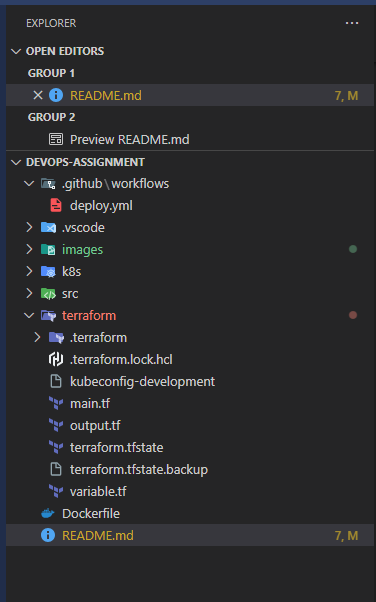 EXPLORER ...
OPEN EDITORS
GROUP 1
README.md 7, M
GROUP 2
Preview README.md
DEVOPS-ASSIGNMENT
.github\workflows
deploy.yml
.vscode
images
k8s
src
terraform
.terraform
.terraform.lock.hcl
kubeconfig-development
main.tf
output.tf
terraform.tfstate
terraform.tfstate.backup
variable.tf
Dockerfile
README.md 7, M